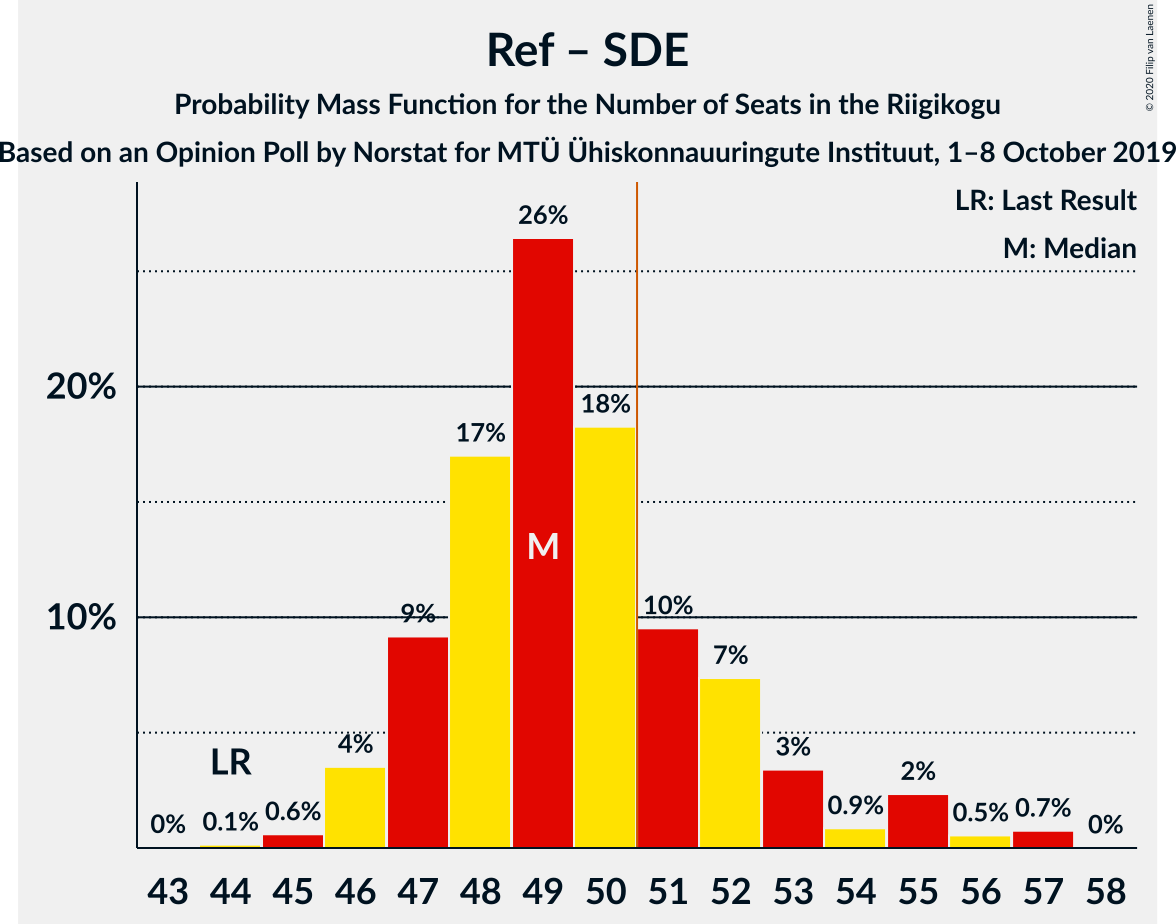 Ref – SDE
Probability Mass Function for the Number of Seats in the Riigikogu
Based on an Opinion Poll by Norstat for MTÜ Ühiskonnauuringute Instituut, 1–8 October 2019
© 2020 Filip van Laenen
LR: Last Result
M: Median
26%
20%
18%
17%
M
10%
9%
10%
7%
LR
4%
3%
2%
0%
0.1%
0.6%
0.9%
0.5%
0.7%
0%
43 44 45 46 47 48 49 50 51 52 53 54 55 56 57 58